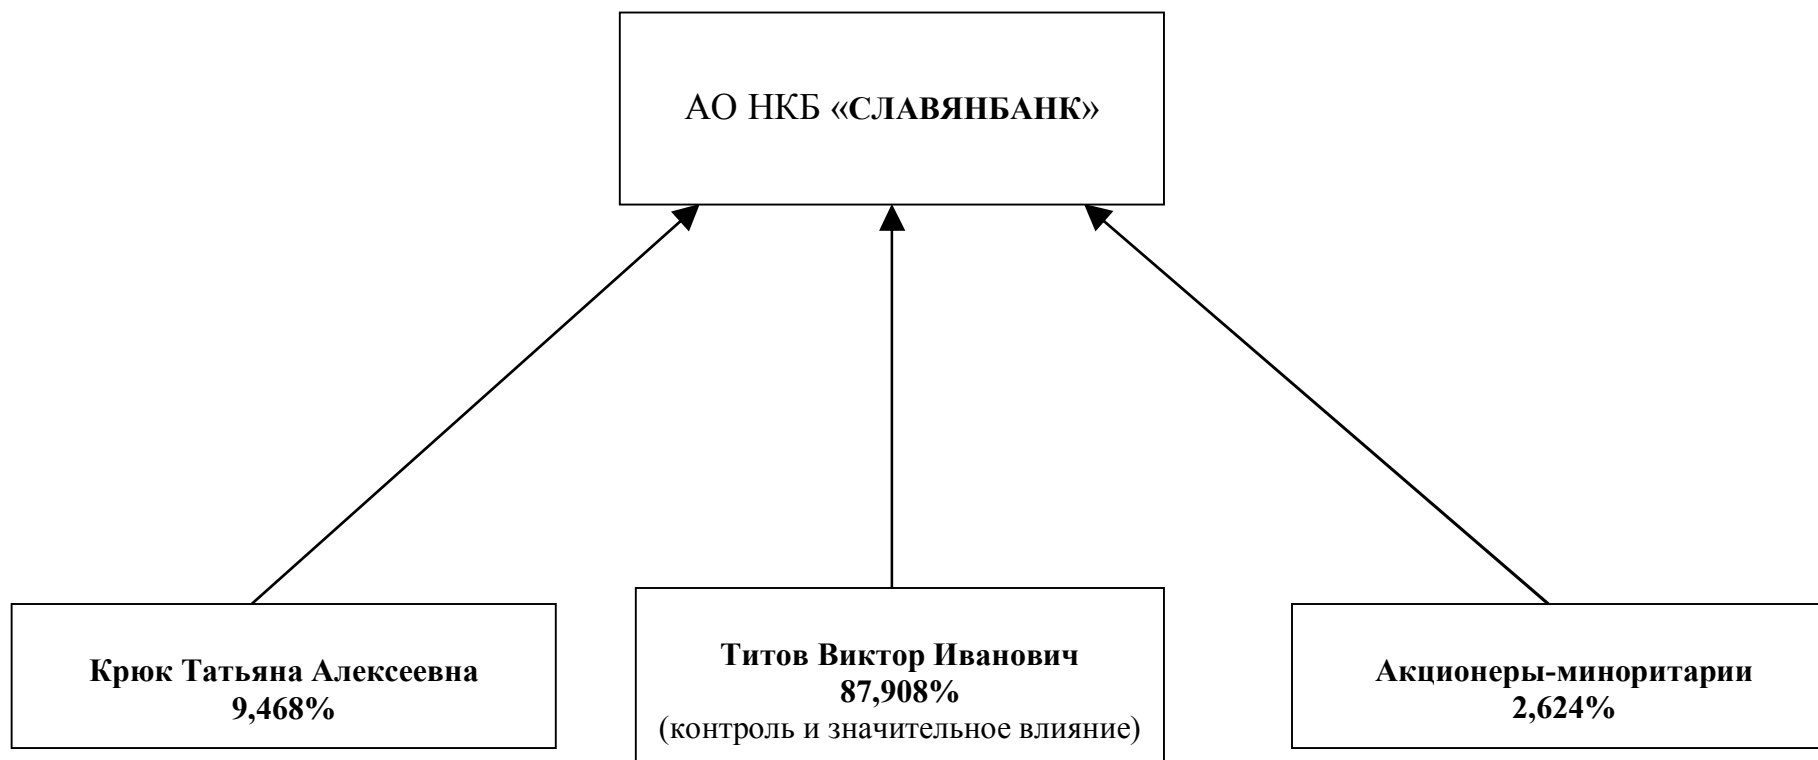 АО НКБ «СЛАВЯНБАНК»
Крюк Татьяна Алексеевна
9,468%
Титов Виктор Иванович
87,908%
(контроль и значительное влияние)
Акционеры-миноритарии
2,624%